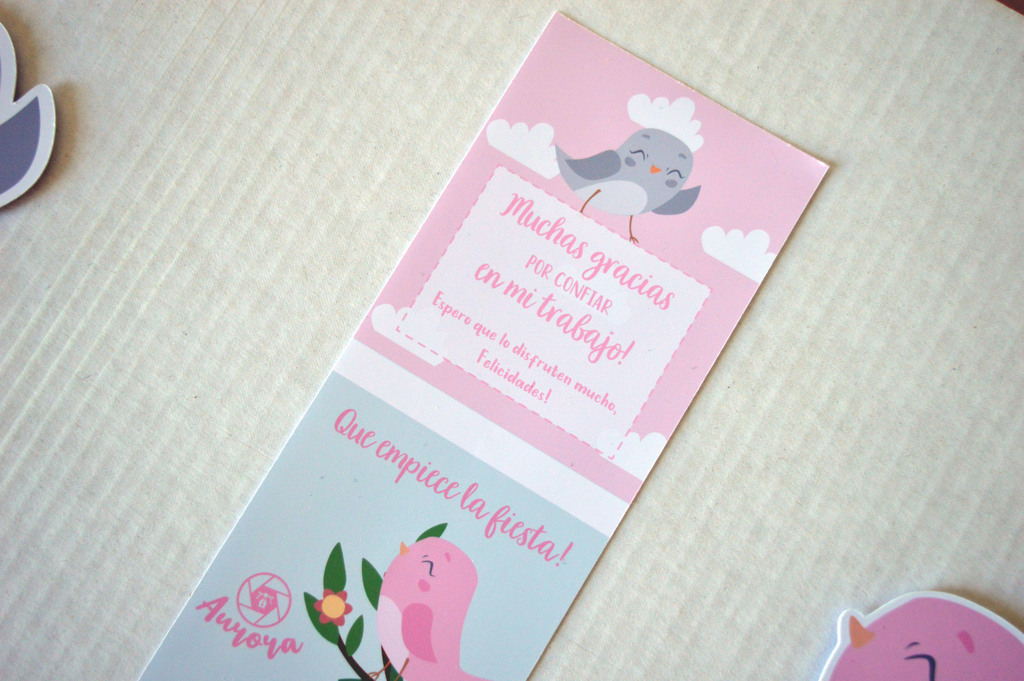 Muchas gracias
POR CONFIAR
en mi trabajo!
Espero que lo disfruten mucho,
Felicidades!
Que empiece la fiesta!
Aurora